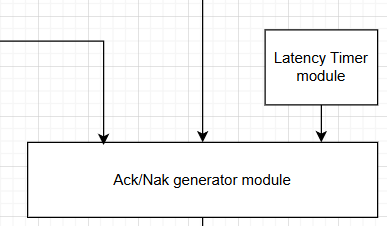 Latency Timer
module
Ack/Nak generator module